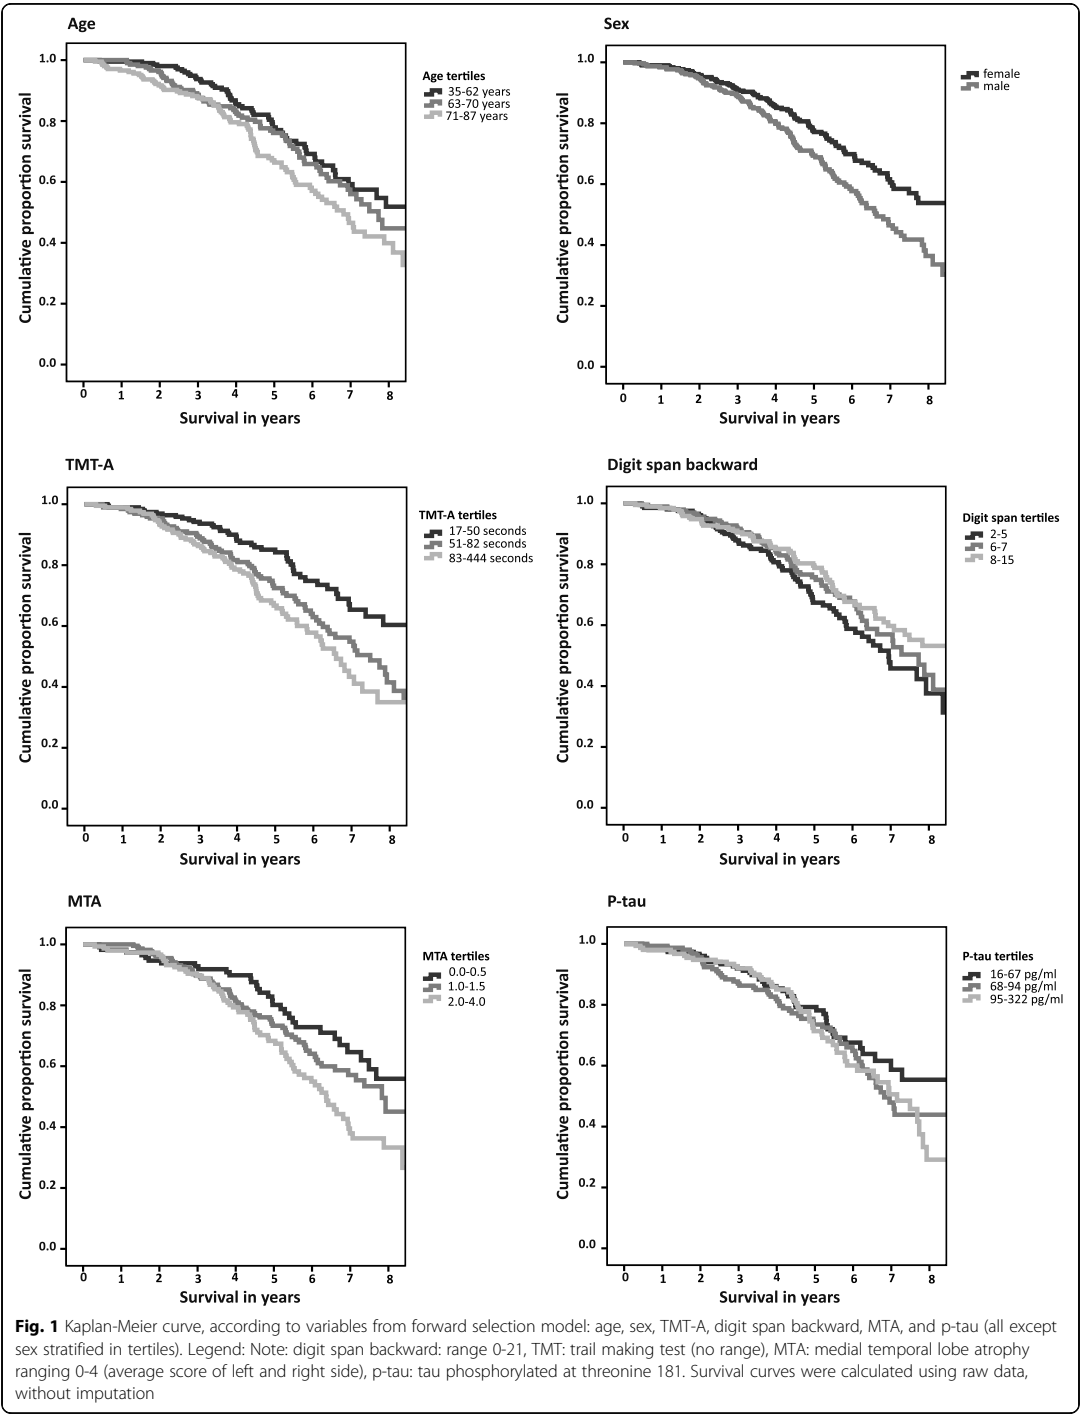 Age
Cumulative proportion survival
1.0
0.8
0.6
0.4
0.2
0.0
0 1 2 3 4 5 6 7 8
Survival in years
Age tertiles
35-62 years
63-70 years
71-87 years
Sex
Cumulative proportion survival
1.0
0.8
0.6
0.4
0.2
0.0
0 1 2 3 4 5 6 7 8
Survival in years
female
male
TMT-A
Cumulative proportion survival
1.0
0.8
0.6
0.4
0.2
0.0
0 1 2 3 4 5 6 7 8
Survival in years
TMT-A tertiles
17-50 seconds
51-82 seconds
83-444 seconds
Digit span backward
Cumulative proportion survival
1.0
0.8
0.6
0.4
0.2
0.0
0 1 2 3 4 5 6 7 8
Survival in years
Digit span tertiles
2-5
6-7
8-15
MTA
Cumulative proportion survival
1.0
0.8
0.6
0.4
0.2
0.0
0 1 2 3 4 5 6 7 8
Survival in years
MTA tertiles
0.0-0.5
1.0-1.5
2.0-4.0
P-tau
Cumulative proportion survival
1.0
0.8
0.6
0.4
0.2
0.0
0 1 2 3 4 5 6 7 8
Survival in years
P-tau tertiles
16-67 pg/ml
68-94 pg/ml
95-322 pg/ml
Fig. 1 Kaplan-Meier curve, according to variables from forward selection model: age, sex, TMT-A, digit span backward, MTA, and p-tau (all except
sex stratified in tertiles). Legend: Note: digit span backward: range 0-21, TMT: trail making test (no range), MTA: medial temporal lobe atrophy
ranging 0-4 (average score of left and right side), p-tau: tau phosphorylated at threonine 181. Survival curves were calculated using raw data,
without imputation